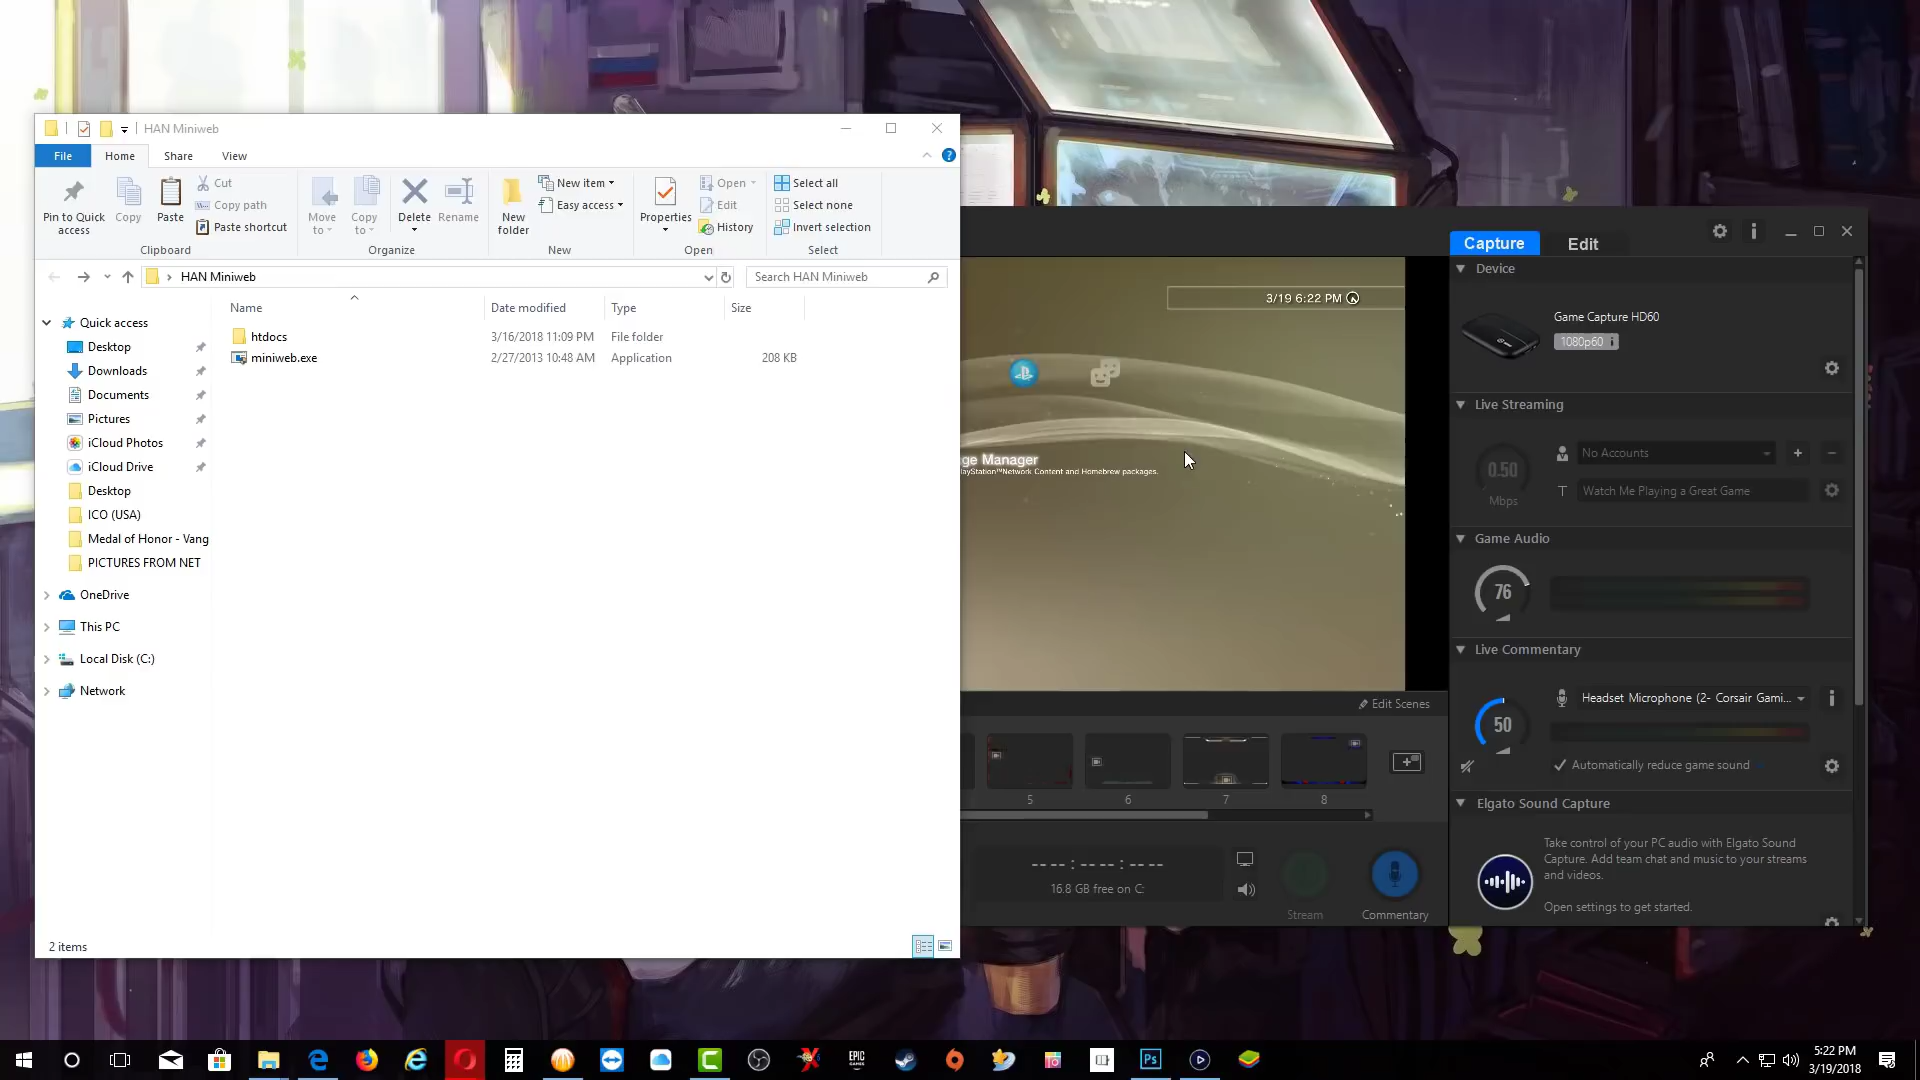 HAN Miniweb
File Home Share View
Pin to Quick access
Copy
Paste
Cut
Copy path
Paste shortcut
Clipboard
Move to
Copy to
Delete
Rename
Organize
New folder
New item
Easy access
New
Properties
Open
Edit
History
Open
Select all
Select none
Invert selection
Select
HAN Miniweb
Search HAN Miniweb
Name Date modified Type Size
htdocs 3/16/2018 11:09 PM File folder
miniweb.exe 2/27/2013 10:48 AM Application 208 KB
Quick access
Desktop
Downloads
Documents
Pictures
iCloud Photos
iCloud Drive
Desktop
ICO (USA)
Medal of Honor - Vang
PICTURES FROM NET
OneDrive
This PC
Local Disk (C:)
Network
2 items
3/19 6:22 PM
ge Manager
layStation™Network Content and Homebrew packages.
Edit Scenes
5 6 7 8
-- -- : -- -- : -- --
16.8 GB free on C:
Stream
Commentary
Capture Edit
Device
Game Capture HD60
1080p60 i
Live Streaming
0.50
Mbps
No Accounts
Watch Me Playing a Great Game
Game Audio
76
Live Commentary
50
Headset Microphone (2- Corsair Gami...
Automatically reduce game sound
Elgato Sound Capture
Take control of your PC audio with Elgato Sound
Capture. Add team chat and music to your streams
and videos.
Open settings to get started.
EPIC GAMES
Ps
5:22 PM
3/19/2018